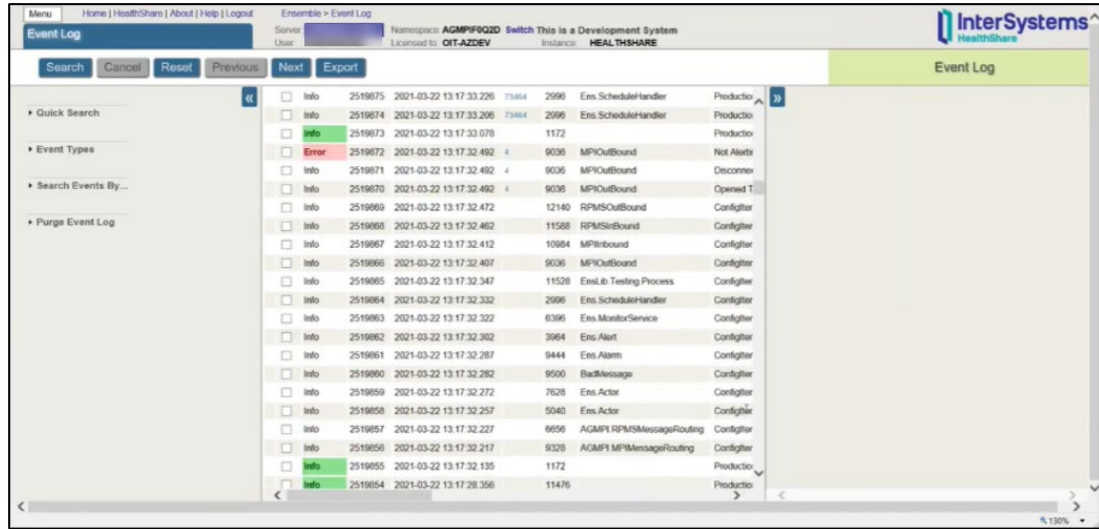 Menu Home | HealthShare | About | Help | Logout Ensemble > Event Log
Event Log Server: Namespace: AGMPIF0Q2D Switch This is a Development System InterSystems
User: Licensed to: OIT-AZDEV Instance: HEALTHSHARE HealthShare
Search Cancel Reset Previous Next Export Event Log
« »
Quick Search
Event Types
Search Events By...
Purge Event Log
Info 2519875 2021-03-22 13:17:33.226 73464 2996 Ens.ScheduleHandler Productio
Info 2519874 2021-03-22 13:17:33.206 73464 2996 Ens.ScheduleHandler Productio
Info 2519873 2021-03-22 13:17:33.078 1172 Productio
Error 2519872 2021-03-22 13:17:32.492 4 9036 MPIOutBound Not Alerte
Info 2519871 2021-03-22 13:17:32.492 4 9036 MPIOutBound Disconnec
Info 2519870 2021-03-22 13:17:32.492 4 9036 MPIOutBound Opened T
Info 2519869 2021-03-22 13:17:32.472 12140 RPMSOutBound ConfigIter
Info 2519868 2021-03-22 13:17:32.462 11588 RPMSInBound ConfigIter
Info 2519867 2021-03-22 13:17:32.412 10984 MPIInbound ConfigIter
Info 2519866 2021-03-22 13:17:32.407 9036 MPIOutBound ConfigIter
Info 2519865 2021-03-22 13:17:32.347 11528 EnsLib.Testing.Process ConfigIter
Info 2519864 2021-03-22 13:17:32.332 2996 Ens.ScheduleHandler ConfigIter
Info 2519863 2021-03-22 13:17:32.322 6396 Ens.MonitorService ConfigIter
Info 2519862 2021-03-22 13:17:32.302 3964 Ens.Alert ConfigIter
Info 2519861 2021-03-22 13:17:32.287 9444 Ens.Alarm ConfigIter
Info 2519860 2021-03-22 13:17:32.282 9500 BadMessage ConfigIter
Info 2519859 2021-03-22 13:17:32.272 7628 Ens.Actor ConfigIter
Info 2519858 2021-03-22 13:17:32.257 5040 Ens.Actor ConfigIter
Info 2519857 2021-03-22 13:17:32.227 6656 AGMPI.RPMSMessageRouting ConfigIter
Info 2519856 2021-03-22 13:17:32.217 9328 AGMPI.MPIMessageRouting ConfigIter
Info 2519855 2021-03-22 13:17:32.135 1172 Productio
Info 2519854 2021-03-22 13:17:28.356 11476 Productio
130%